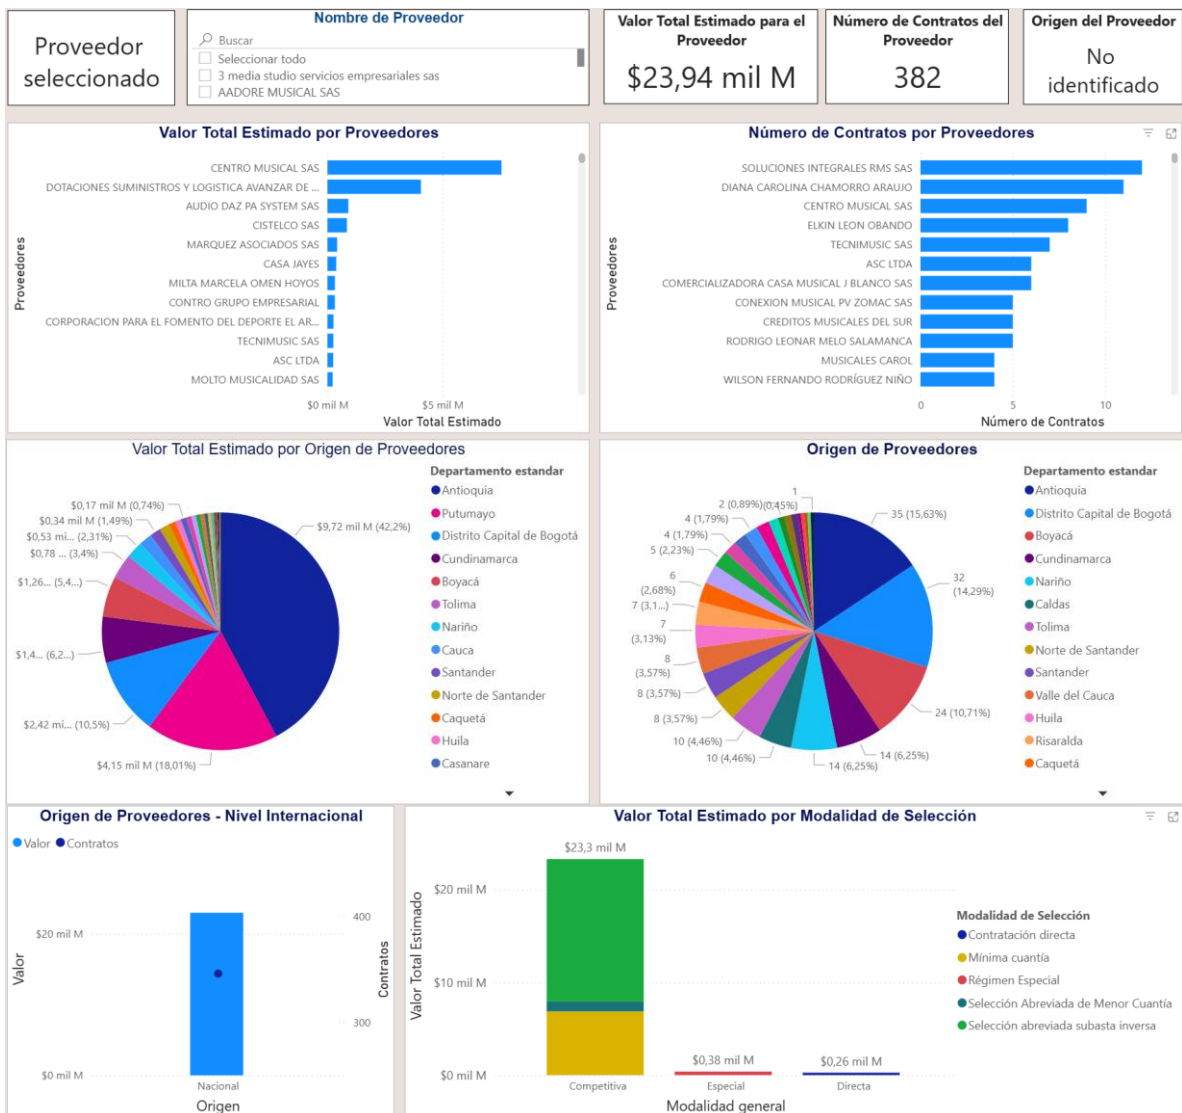 Proveedor
seleccionado
Nombre de Proveedor
Buscar
Seleccionar todo
3 media studio servicios empresariales sas
AADORE MUSICAL SAS
Valor Total Estimado para el
Proveedor
$23,94 mil M
Número de Contratos del
Proveedor
382
Origen del Proveedor
No
identificado
Valor Total Estimado por Proveedores
Proveedores
CENTRO MUSICAL SAS
DOTACIONES SUMINISTROS Y LOGISTICA AVANZAR DE ...
AUDIO DAZ PA SYSTEM SAS
CISTELCO SAS
MARQUEZ ASOCIADOS SAS
CASA JAYES
MILTA MARCELA OMEN HOYOS
CONTRO GRUPO EMPRESARIAL
CORPORACION PARA EL FOMENTO DEL DEPORTE EL AR...
TECNIMUSIC SAS
ASC LTDA
MOLTO MUSICALIDAD SAS
$0 mil M
$5 mil M
Valor Total Estimado
Número de Contratos por Proveedores
Proveedores
SOLUCIONES INTEGRALES RMS SAS
DIANA CAROLINA CHAMORRO ARAUJO
CENTRO MUSICAL SAS
ELKIN LEON OBANDO
TECNIMUSIC SAS
ASC LTDA
COMERCIALIZADORA CASA MUSICAL J BLANCO SAS
CONEXION MUSICAL PV ZOMAC SAS
CREDITOS MUSICALES DEL SUR
RODRIGO LEONAR MELO SALAMANCA
MUSICALES CAROL
WILSON FERNANDO RODRÍGUEZ NIÑO
0
5
10
Número de Contratos
Valor Total Estimado por Origen de Proveedores
$0,17 mil M (0,74%)
$0,34 mil M (1,49%)
$0,53 mi... (2,31%)
$0,78 ... (3,4%)
$1,26... (5,4...)
$1,4... (6,2...)
$2,42 mi... (10,5%)
$4,15 mil M (18,01%)
$9,72 mil M (42,2%)
Departamento estandar
Antioquia
Putumayo
Distrito Capital de Bogotá
Cundinamarca
Boyacá
Tolima
Nariño
Cauca
Santander
Norte de Santander
Caquetá
Huila
Casanare
Origen de Proveedores
1
2 (0,89%)
(0,45%)
4 (1,79%)
4 (1,79%)
5 (2,23%)
6
(2,68%)
7 (3,1...)
7
(3,13%)
8
(3,57%)
8 (3,57%)
8 (3,57%)
10 (4,46%)
10 (4,46%)
14 (6,25%)
14 (6,25%)
24 (10,71%)
32
(14,29%)
35 (15,63%)
Departamento estandar
Antioquia
Distrito Capital de Bogotá
Boyacá
Cundinamarca
Nariño
Caldas
Tolima
Norte de Santander
Santander
Valle del Cauca
Huila
Risaralda
Caquetá
Origen de Proveedores - Nivel Internacional
Valor
Contratos
Valor
$20 mil M
$0 mil M
400
300
Contratos
Nacional
Origen
Valor Total Estimado por Modalidad de Selección
Valor Total Estimado
$20 mil M
$10 mil M
$0 mil M
$23,3 mil M
$0,38 mil M
$0,26 mil M
Competitiva
Especial
Directa
Modalidad general
Modalidad de Selección
Contratación directa
Mínima cuantía
Régimen Especial
Selección Abreviada de Menor Cuantía
Selección abreviada subasta inversa